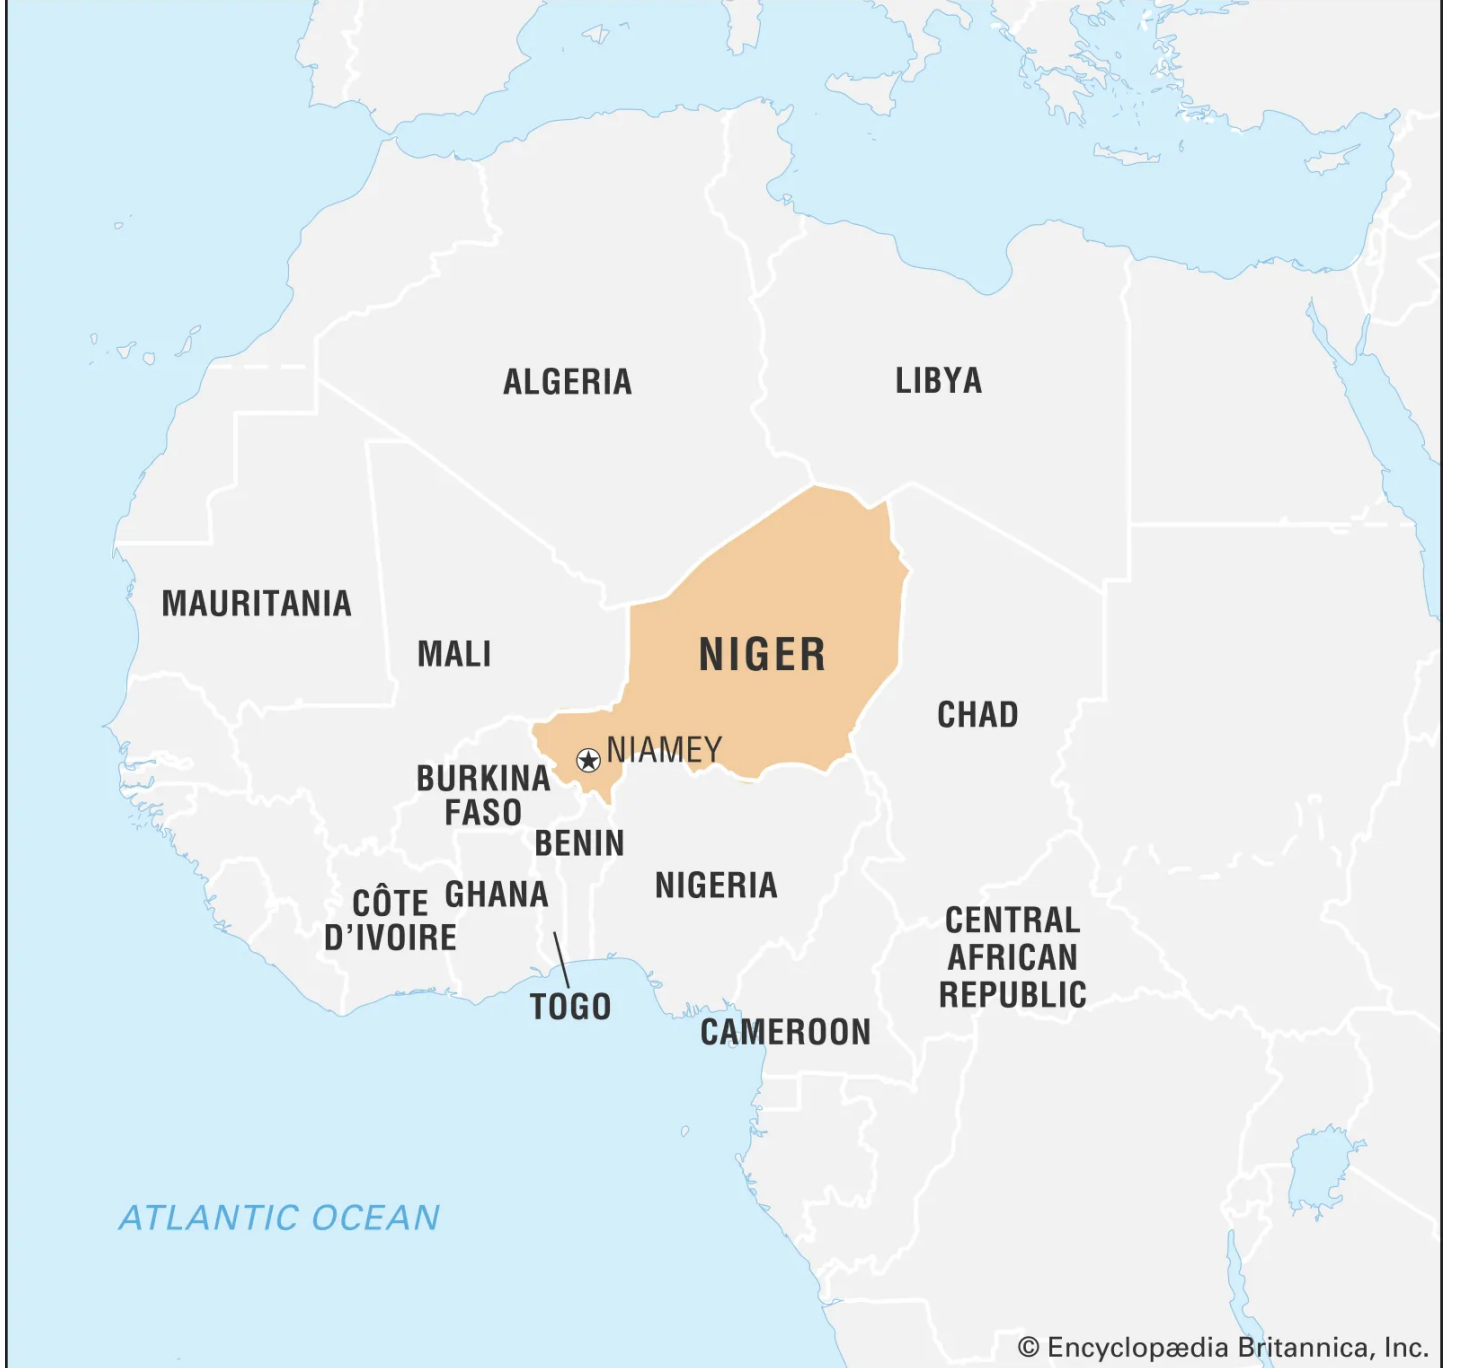 ALGERIA
LIBYA
MAURITANIA
MALI
NIGER
CHAD
NIAMEY
BURKINA
FASO
BENIN
NIGERIA
CÔTE
D'IVOIRE
GHANA
CENTRAL
AFRICAN
REPUBLIC
TOGO
CAMEROON
ATLANTIC OCEAN
© Encyclopædia Britannica, Inc.